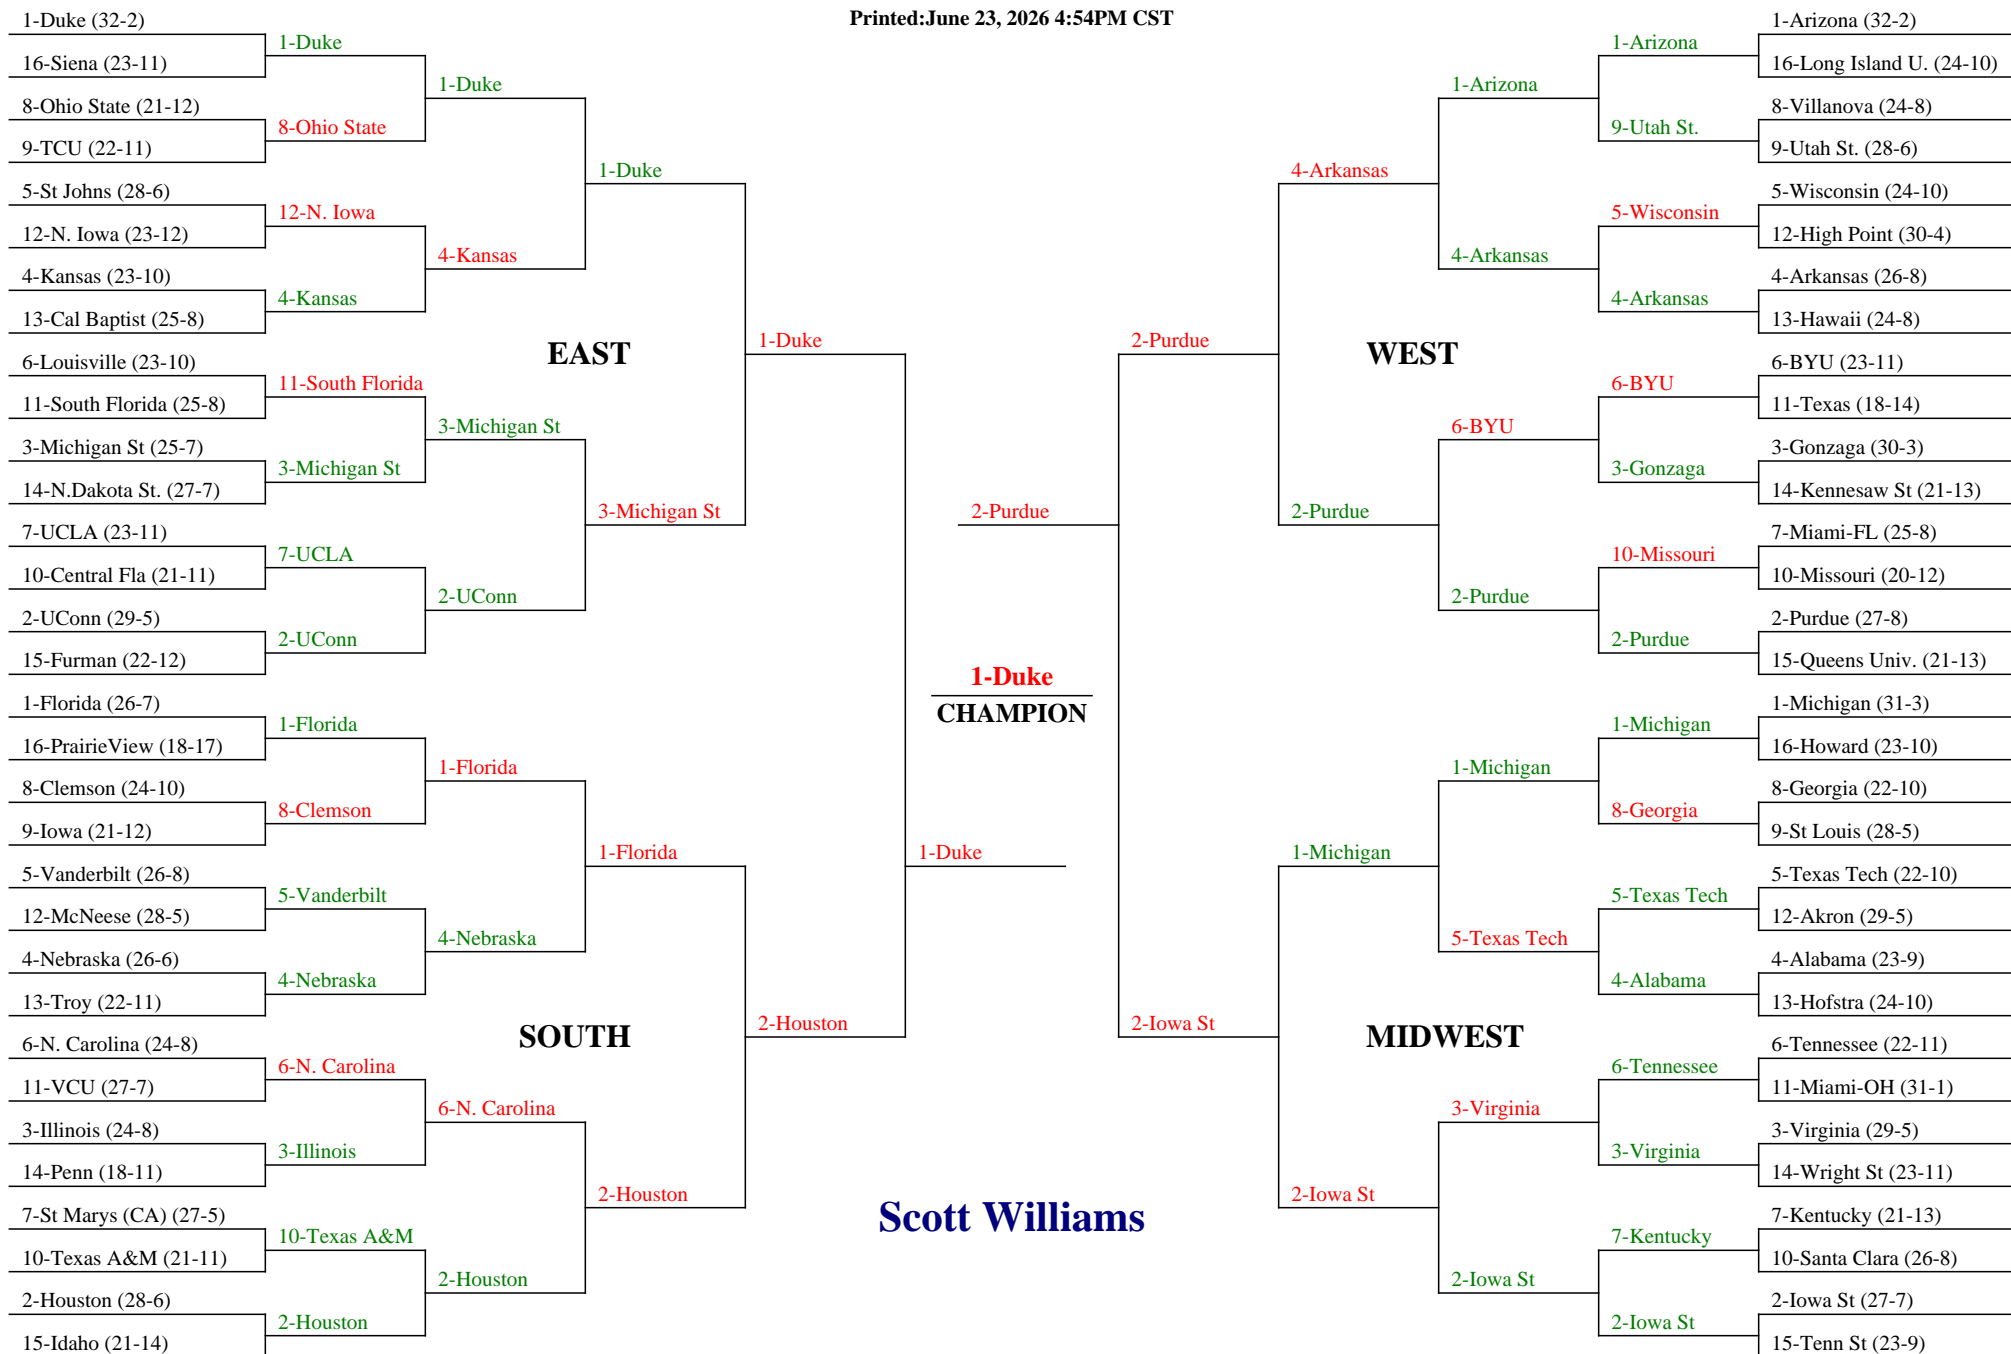 Printed:June 23, 2026 4:54PM CST
1-Duke (32-2)
16-Siena (23-11)
8-Ohio State (21-12)
9-TCU (22-11)
5-St Johns (28-6)
12-N. Iowa (23-12)
4-Kansas (23-10)
13-Cal Baptist (25-8)
6-Louisville (23-10)
11-South Florida (25-8)
3-Michigan St (25-7)
14-N.Dakota St. (27-7)
7-UCLA (23-11)
10-Central Fla (21-11)
2-UConn (29-5)
15-Furman (22-12)
1-Florida (26-7)
16-PrairieView (18-17)
8-Clemson (24-10)
9-Iowa (21-12)
5-Vanderbilt (26-8)
12-McNeese (28-5)
4-Nebraska (26-6)
13-Troy (22-11)
6-N. Carolina (24-8)
11-VCU (27-7)
3-Illinois (24-8)
14-Penn (18-11)
7-St Marys (CA) (27-5)
10-Texas A&M (21-11)
2-Houston (28-6)
15-Idaho (21-14)
1-Duke
8-Ohio State
12-N. Iowa
4-Kansas
11-South Florida
3-Michigan St
7-UCLA
2-UConn
1-Florida
8-Clemson
5-Vanderbilt
4-Nebraska
6-N. Carolina
3-Illinois
10-Texas A&M
2-Houston
1-Duke
4-Kansas
3-Michigan St
2-UConn
1-Florida
4-Nebraska
6-N. Carolina
2-Houston
1-Duke
EAST
3-Michigan St
1-Florida
SOUTH
2-Houston
1-Duke
2-Houston
1-Duke
2-Purdue
1-Duke
CHAMPION
Scott Williams
2-Purdue
2-Iowa St
4-Arkansas
WEST
2-Purdue
1-Michigan
MIDWEST
2-Iowa St
1-Arizona
4-Arkansas
6-BYU
2-Purdue
1-Michigan
5-Texas Tech
3-Virginia
2-Iowa St
1-Arizona
9-Utah St.
5-Wisconsin
4-Arkansas
6-BYU
3-Gonzaga
10-Missouri
2-Purdue
1-Michigan
8-Georgia
5-Texas Tech
4-Alabama
6-Tennessee
3-Virginia
7-Kentucky
2-Iowa St
1-Arizona (32-2)
16-Long Island U. (24-10)
8-Villanova (24-8)
9-Utah St. (28-6)
5-Wisconsin (24-10)
12-High Point (30-4)
4-Arkansas (26-8)
13-Hawaii (24-8)
6-BYU (23-11)
11-Texas (18-14)
3-Gonzaga (30-3)
14-Kennesaw St (21-13)
7-Miami-FL (25-8)
10-Missouri (20-12)
2-Purdue (27-8)
15-Queens Univ. (21-13)
1-Michigan (31-3)
16-Howard (23-10)
8-Georgia (22-10)
9-St Louis (28-5)
5-Texas Tech (22-10)
12-Akron (29-5)
4-Alabama (23-9)
13-Hofstra (24-10)
6-Tennessee (22-11)
11-Miami-OH (31-1)
3-Virginia (29-5)
14-Wright St (23-11)
7-Kentucky (21-13)
10-Santa Clara (26-8)
2-Iowa St (27-7)
15-Tenn St (23-9)